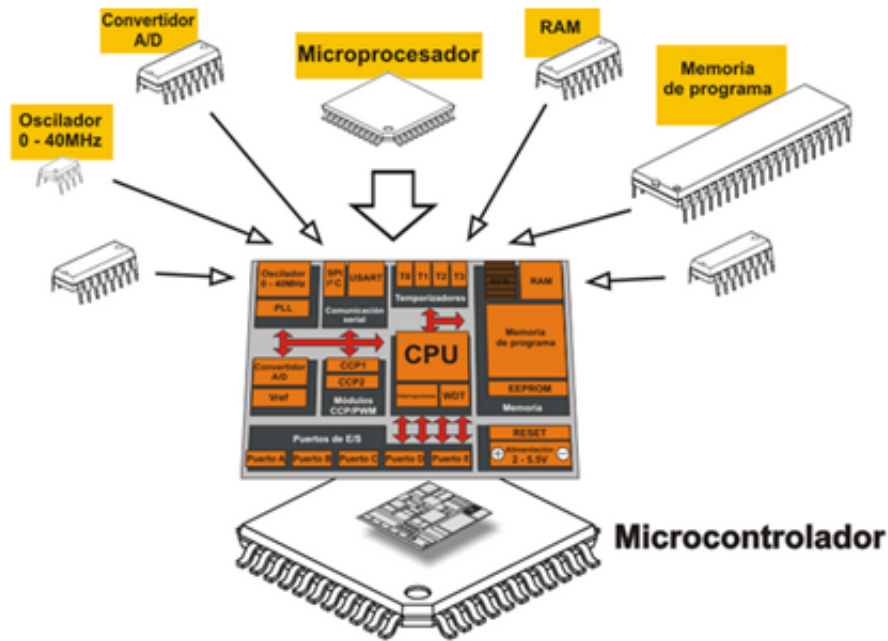 Convertidor
A/D
Microprocesador
RAM
Memoria
de programa
Oscilador
0 - 40MHz
Oscilador
0 - 40MHz
PLL
SPI
I²C
USART
Comunicación
serial
T0
T1
T2
T3
Temporizadores
RAM
Memoria
de programa
EEPROM
Memoria
CPU
WDT
Convertidor
A/D
Vref
CCP1
CCP2
Módulos
CCP/PWM
Puertos de E/S
Puerto A
Puerto B
Puerto C
Puerto D
Puerto E
RESET
Alimentación
2 - 5.5V
Microcontrolador